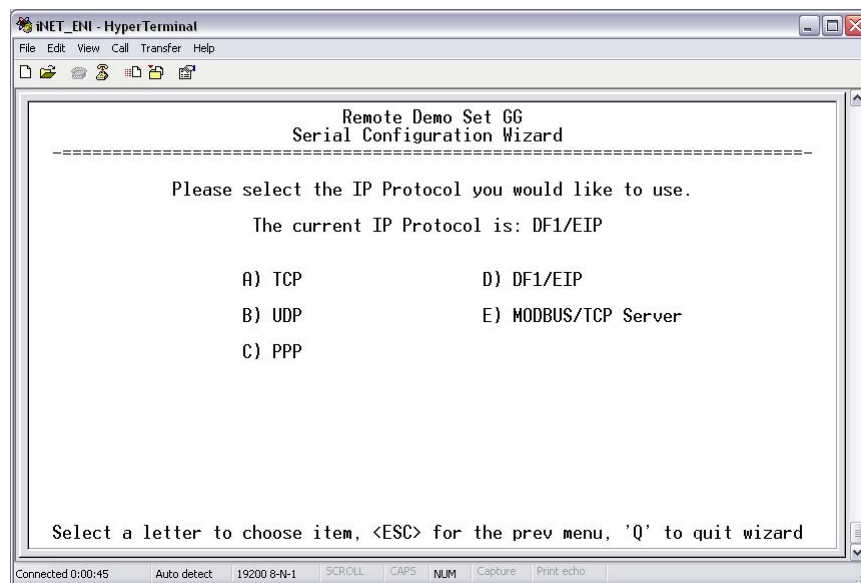 iNET_ENI - HyperTerminal
File Edit View Call Transfer Help
Remote Demo Set GG
Serial Configuration Wizard
-==========================================================================-
Please select the IP Protocol you would like to use.
The current IP Protocol is: DF1/EIP
A) TCP D) DF1/EIP
B) UDP E) MODBUS/TCP Server
C) PPP
Select a letter to choose item, <ESC> for the prev menu, 'Q' to quit wizard
Connected 0:00:45 Auto detect 19200 8-N-1 SCROLL CAPS NUM Capture Print echo